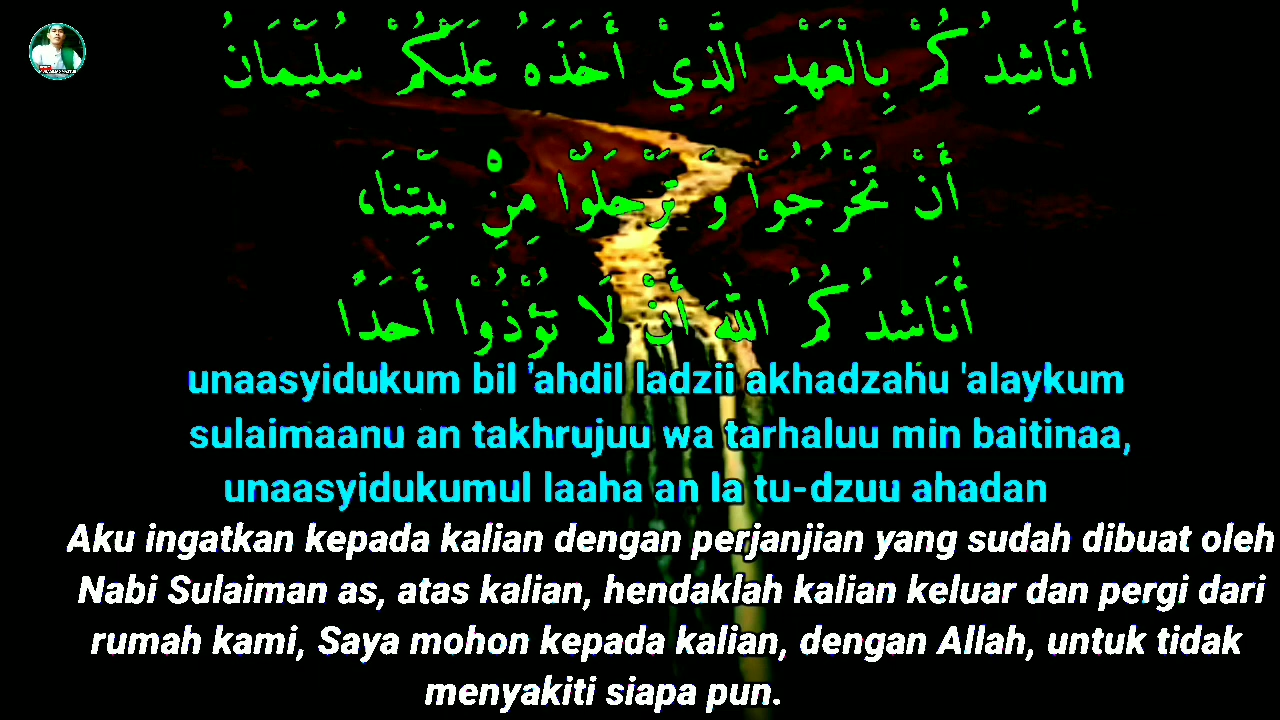 أُنَاشِدُكُمْ بِالْعَهْدِ الَّذِيْ أَخَذَهُ عَلَيْكُمْ سُلَيْمَانُ
أَنْ تَخْرُجُوْا وَ تَرْحَلُوْا مِنْ بَيْتِنَا،
أُنَاشِدُكُمُ اللهَ أَنْ لَا تُؤْذُوْا أَحَدًا
unaasyidukum bil 'ahdil ladzii akhadzahu 'alaykum
sulaimaanu an takhrujuu wa tarhaluu min baitinaa,
unaasyidukumul laaha an la tu-dzuu ahadan
Aku ingatkan kepada kalian dengan perjanjian yang sudah dibuat oleh
Nabi Sulaiman as, atas kalian, hendaklah kalian keluar dan pergi dari
rumah kami, Saya mohon kepada kalian, dengan Allah, untuk tidak
menyakiti siapa pun.